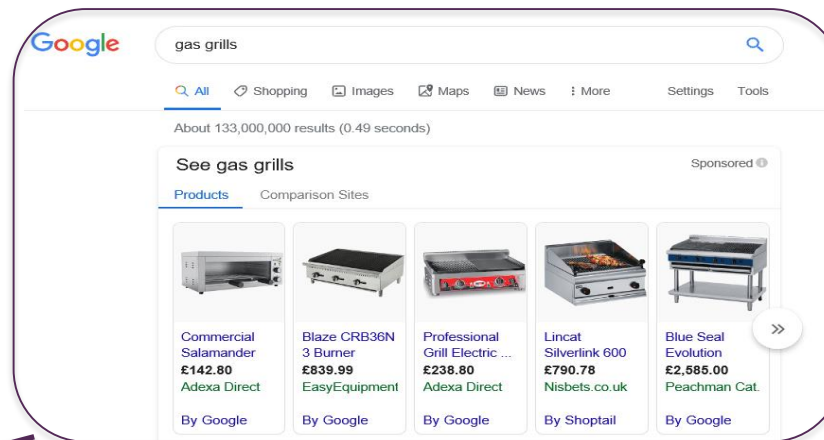 Google
gas grills
All Shopping Images Maps News More Settings Tools
About 133,000,000 results (0.49 seconds)
See gas grills
Sponsored
Products Comparison Sites
Commercial Salamander
£142.80
Adexa Direct
By Google
Blaze CRB36N 3 Burner
£839.99
EasyEquipment
By Google
Professional Grill Electric ...
£238.80
Adexa Direct
By Google
Lincat Silverlink 600
£790.78
Nisbets.co.uk
By Shoptail
Blue Seal Evolution
£2,585.00
Peachman Cat.
By Google